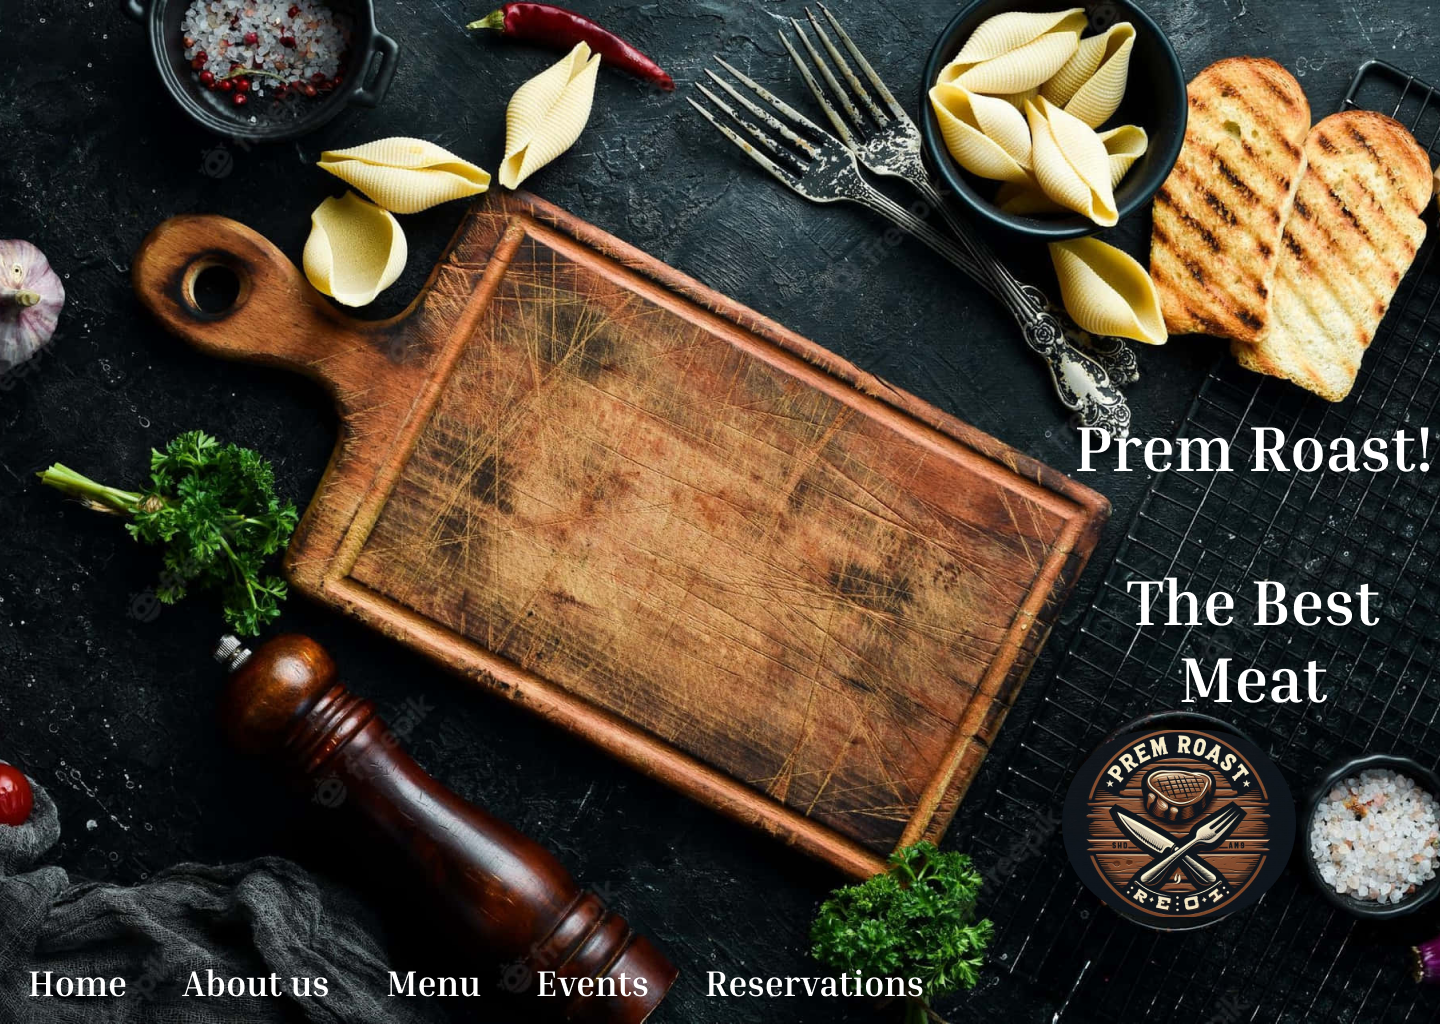 Prem Roast!
The Best
Meat
PREM ROAST
R·E·O·I
Home About us Menu Events Reservations